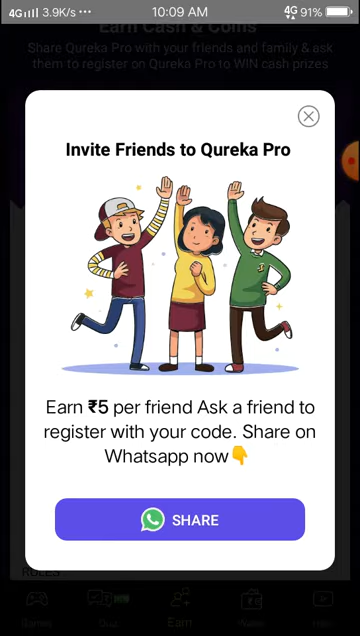 4G 3.9K/s ··· 10:09 AM 4G 91%
Earn Cash & Coins
Share Qureka Pro with your friends and family & ask
them to register on Qureka Pro to WIN cash prizes
Invite Friends to Qureka Pro
Earn ₹5 per friend Ask a friend to
register with your code. Share on
Whatsapp now👇
SHARE
RULES
Games Quiz Earn Wallet